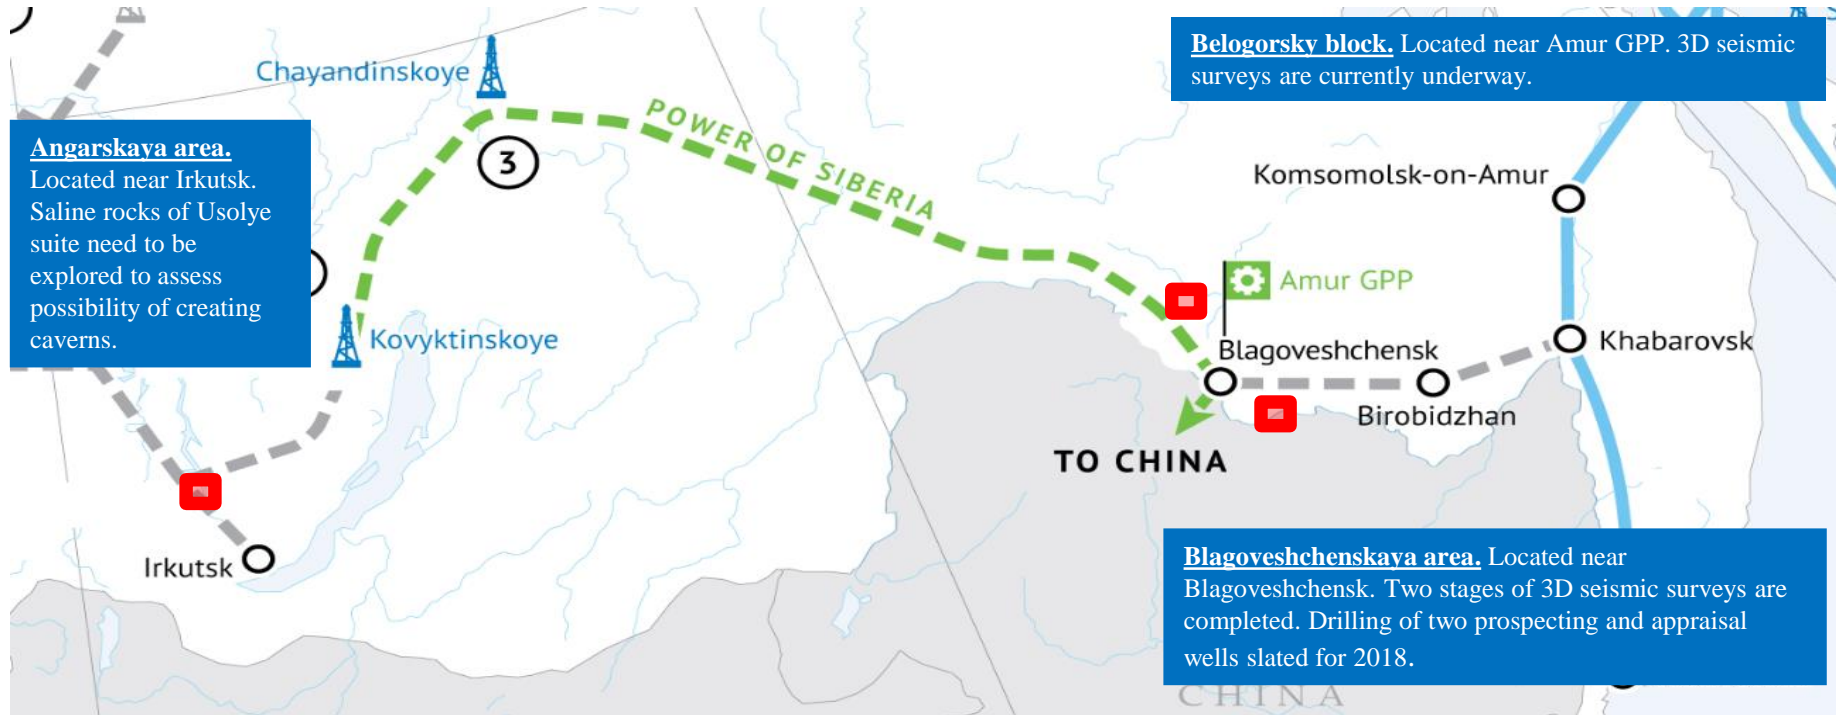 Chayandinskoye
Belogorsky block. Located near Amur GPP. 3D seismic
surveys are currently underway.
Angarskaya area.
Located near Irkutsk.
Saline rocks of Usolye
suite need to be
explored to assess
possibility of creating
caverns.
3
POWER OF SIBERIA
Komsomolsk-on-Amur
Amur GPP
Kovyktinskoye
Blagoveshchensk
Khabarovsk
Birobidzhan
TO CHINA
Irkutsk
Blagoveshchenskaya area. Located near
Blagoveshchensk. Two stages of 3D seismic surveys are
completed. Drilling of two prospecting and appraisal
wells slated for 2018.
CHINA